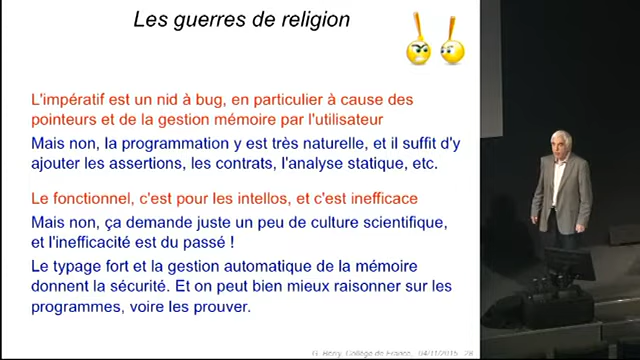 Les guerres de religion
L'impératif est un nid à bug, en particulier à cause des
pointeurs et de la gestion mémoire par l'utilisateur
Mais non, la programmation y est très naturelle, et il suffit d'y
ajouter les assertions, les contrats, l'analyse statique, etc.
Le fonctionnel, c'est pour les intellos, et c'est inefficace
Mais non, ça demande juste un peu de culture scientifique,
et l'inefficacité est du passé !
Le typage fort et la gestion automatique de la mémoire
donnent la sécurité. Et on peut bien mieux raisonner sur les
programmes, voire les prouver.
G. Berry, Collège de France, 04/11/2015 28